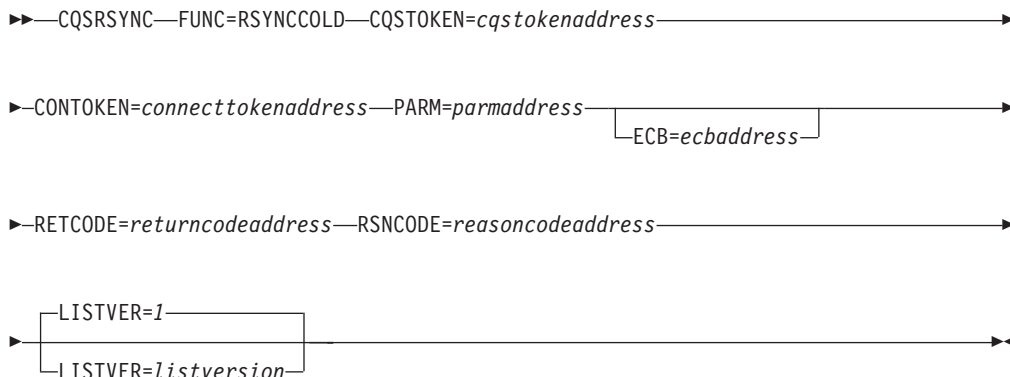 CQSRSYNC FUNC=RSYNCCOLD CQSTOKEN=cqstokenaddress
CONTOKEN=connecttokenaddress PARM=parmaddress
ECB=ecbaddress
RETCODE=returncodeaddress RSNCODE=reasoncodeaddress
LISTVER=1
LISTVER=listversion